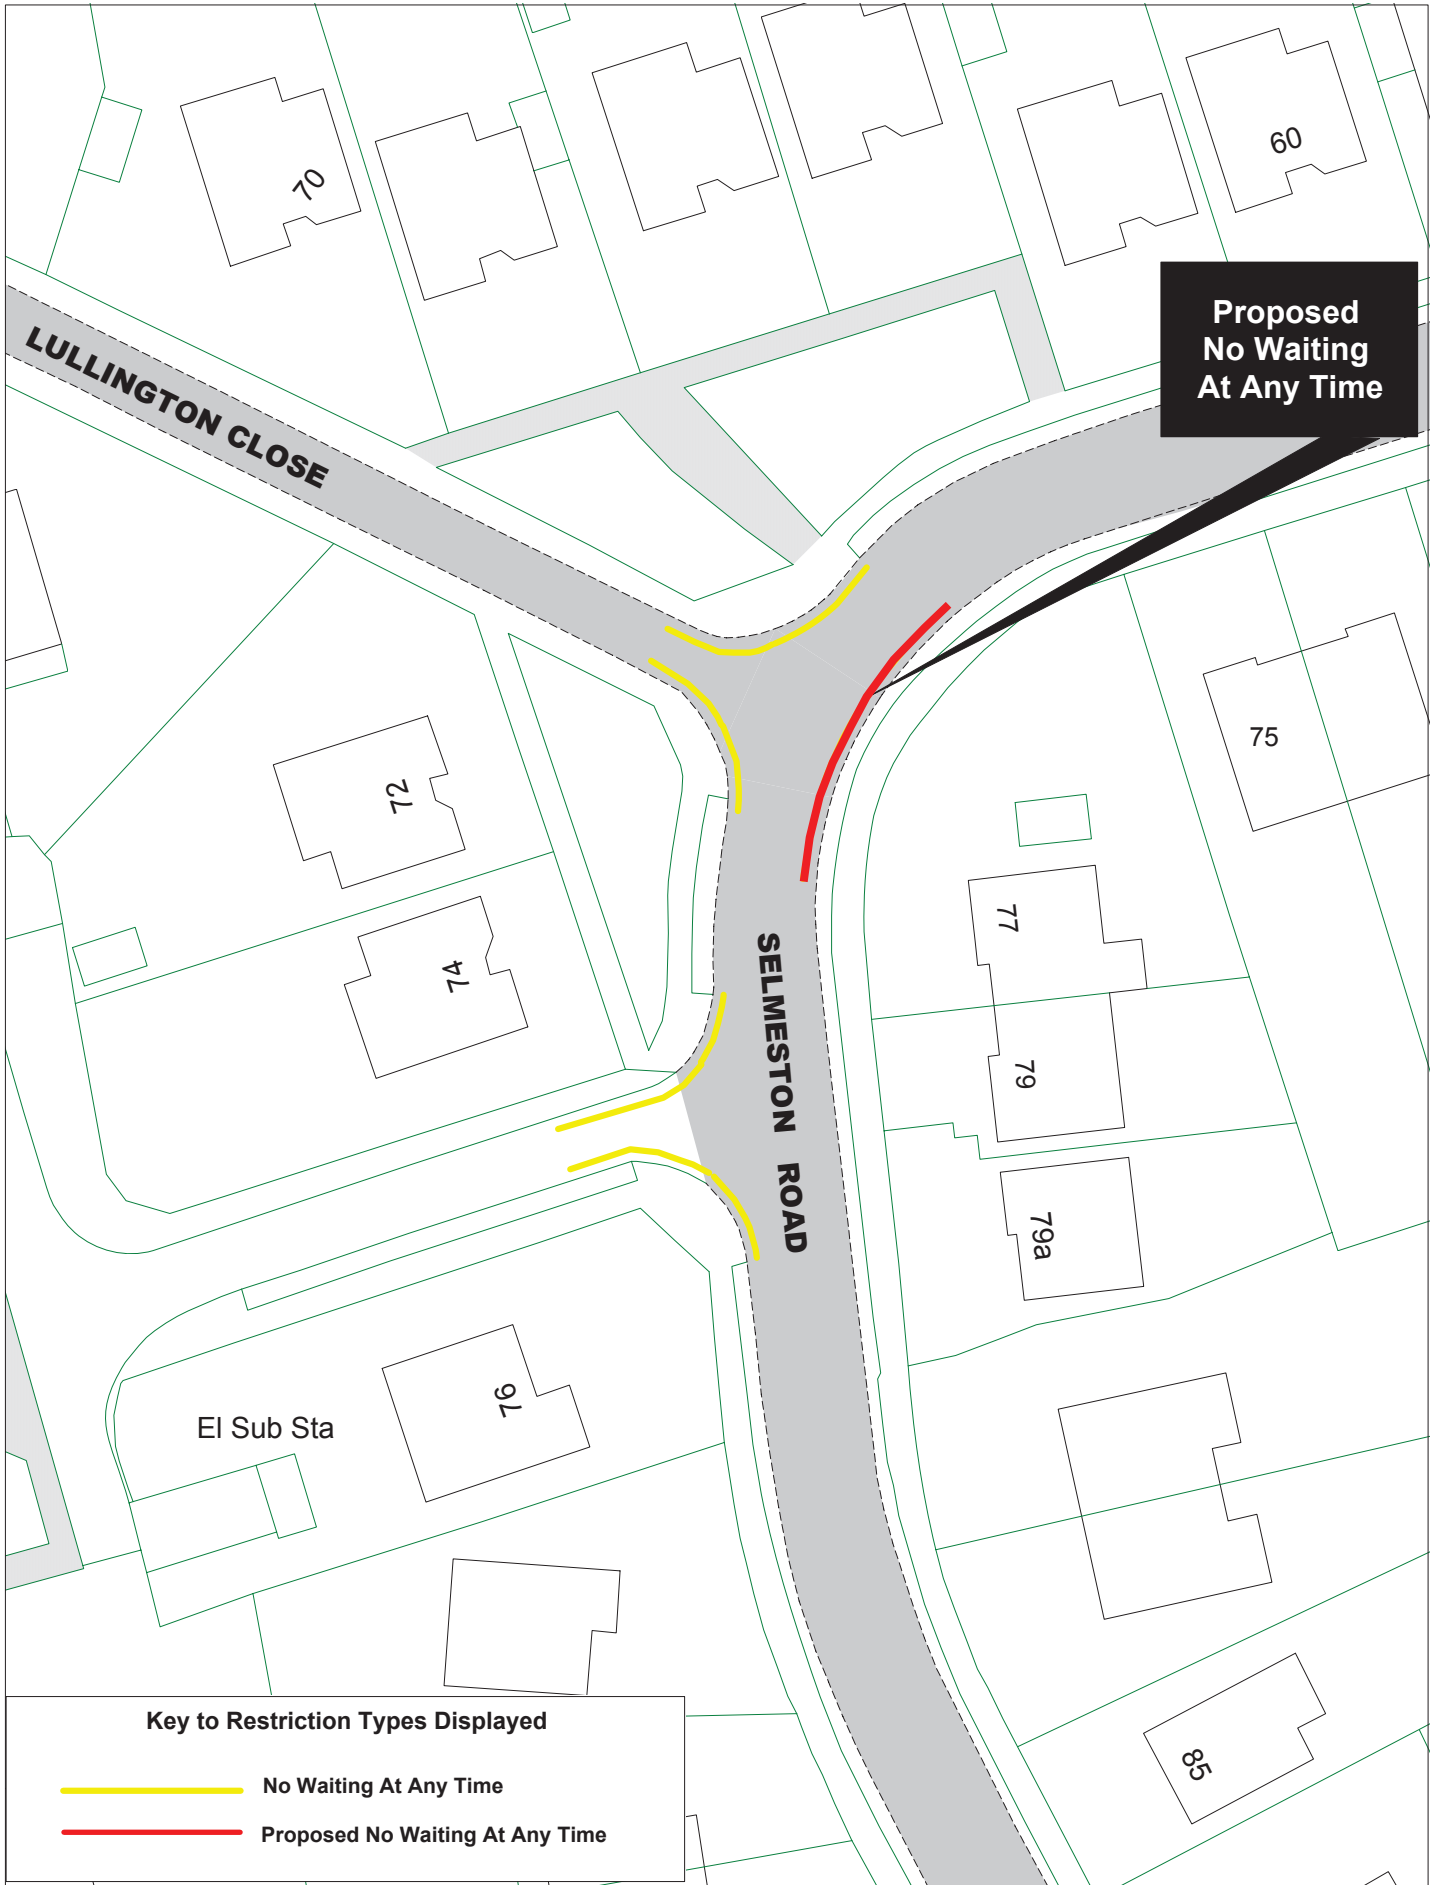 70
60
Proposed
No Waiting
At Any Time
LULLINGTON CLOSE
75
72
77
74
SELMESTON ROAD
79
79a
76
El Sub Sta
85
Key to Restriction Types Displayed
No Waiting At Any Time
Proposed No Waiting At Any Time